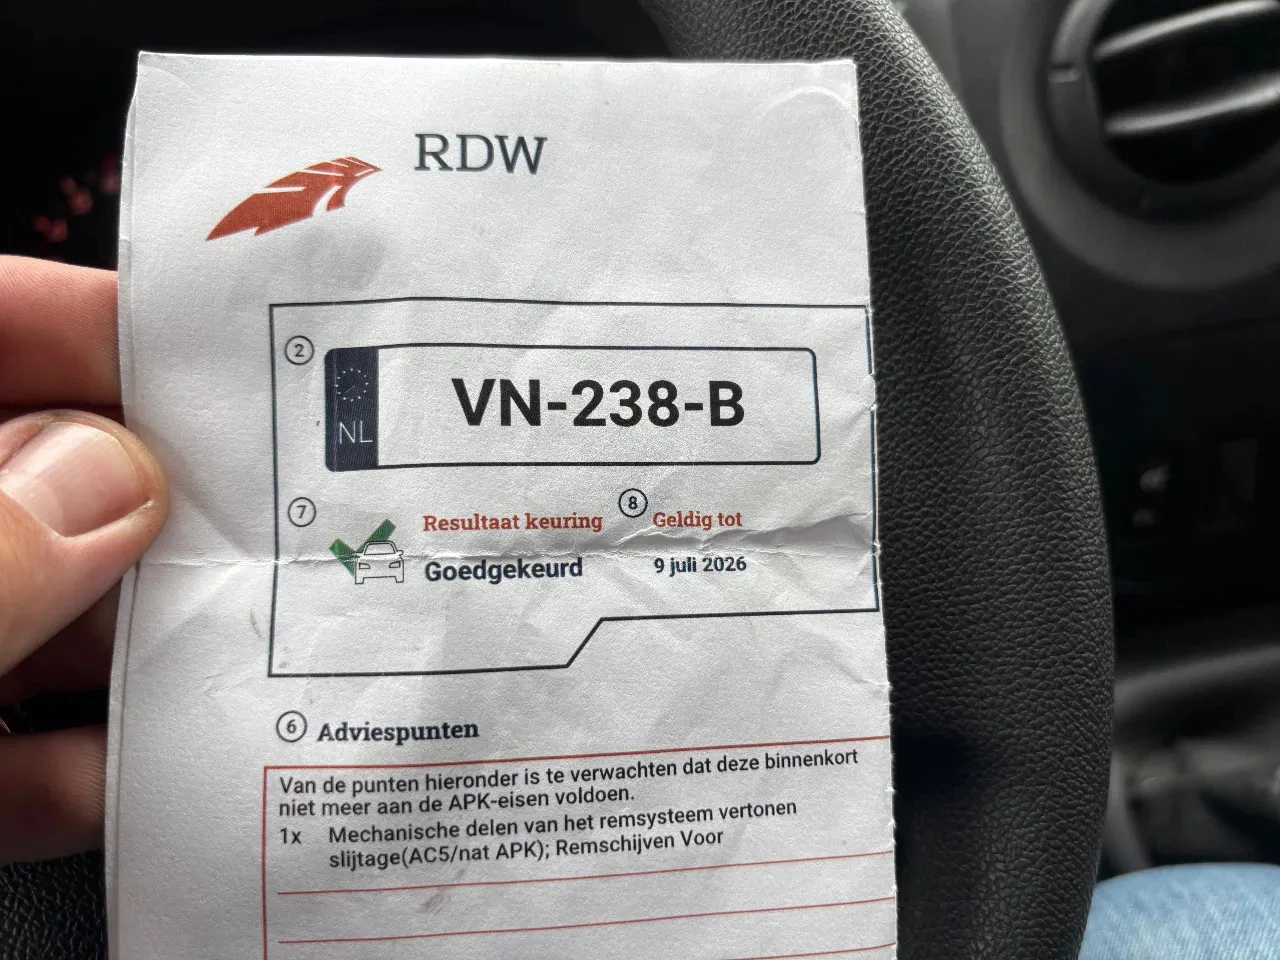 RDW
2
NL
VN-238-B
7
Resultaat keuring
Goedgekeurd
8
Geldig tot
9 juli 2026
6 Adviespunten
Van de punten hieronder is te verwachten dat deze binnenkort
niet meer aan de APK-eisen voldoen.
1x Mechanische delen van het remsysteem vertonen
slijtage(AC5/nat APK); Remschijven Voor